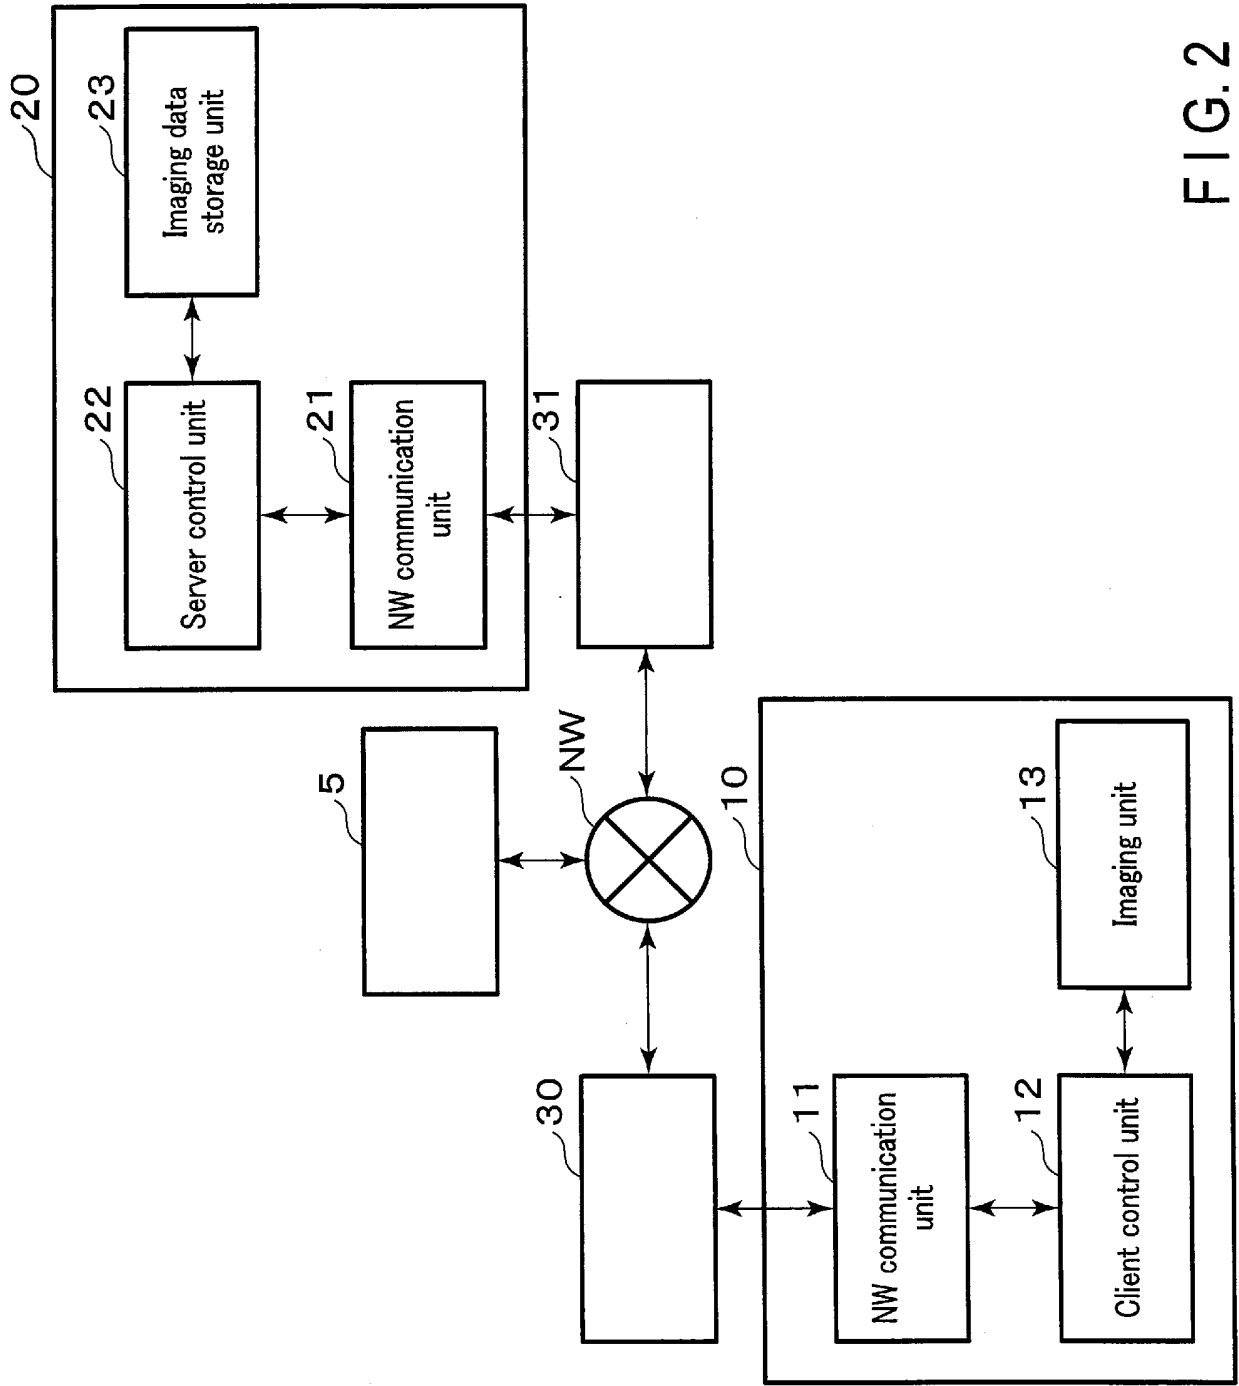 20
23
Imaging data
storage unit
22
Server control unit
21
NW communication
unit
31
5
NW
30
10
11
NW communication
unit
12
Client control unit
13
Imaging unit
FIG. 2